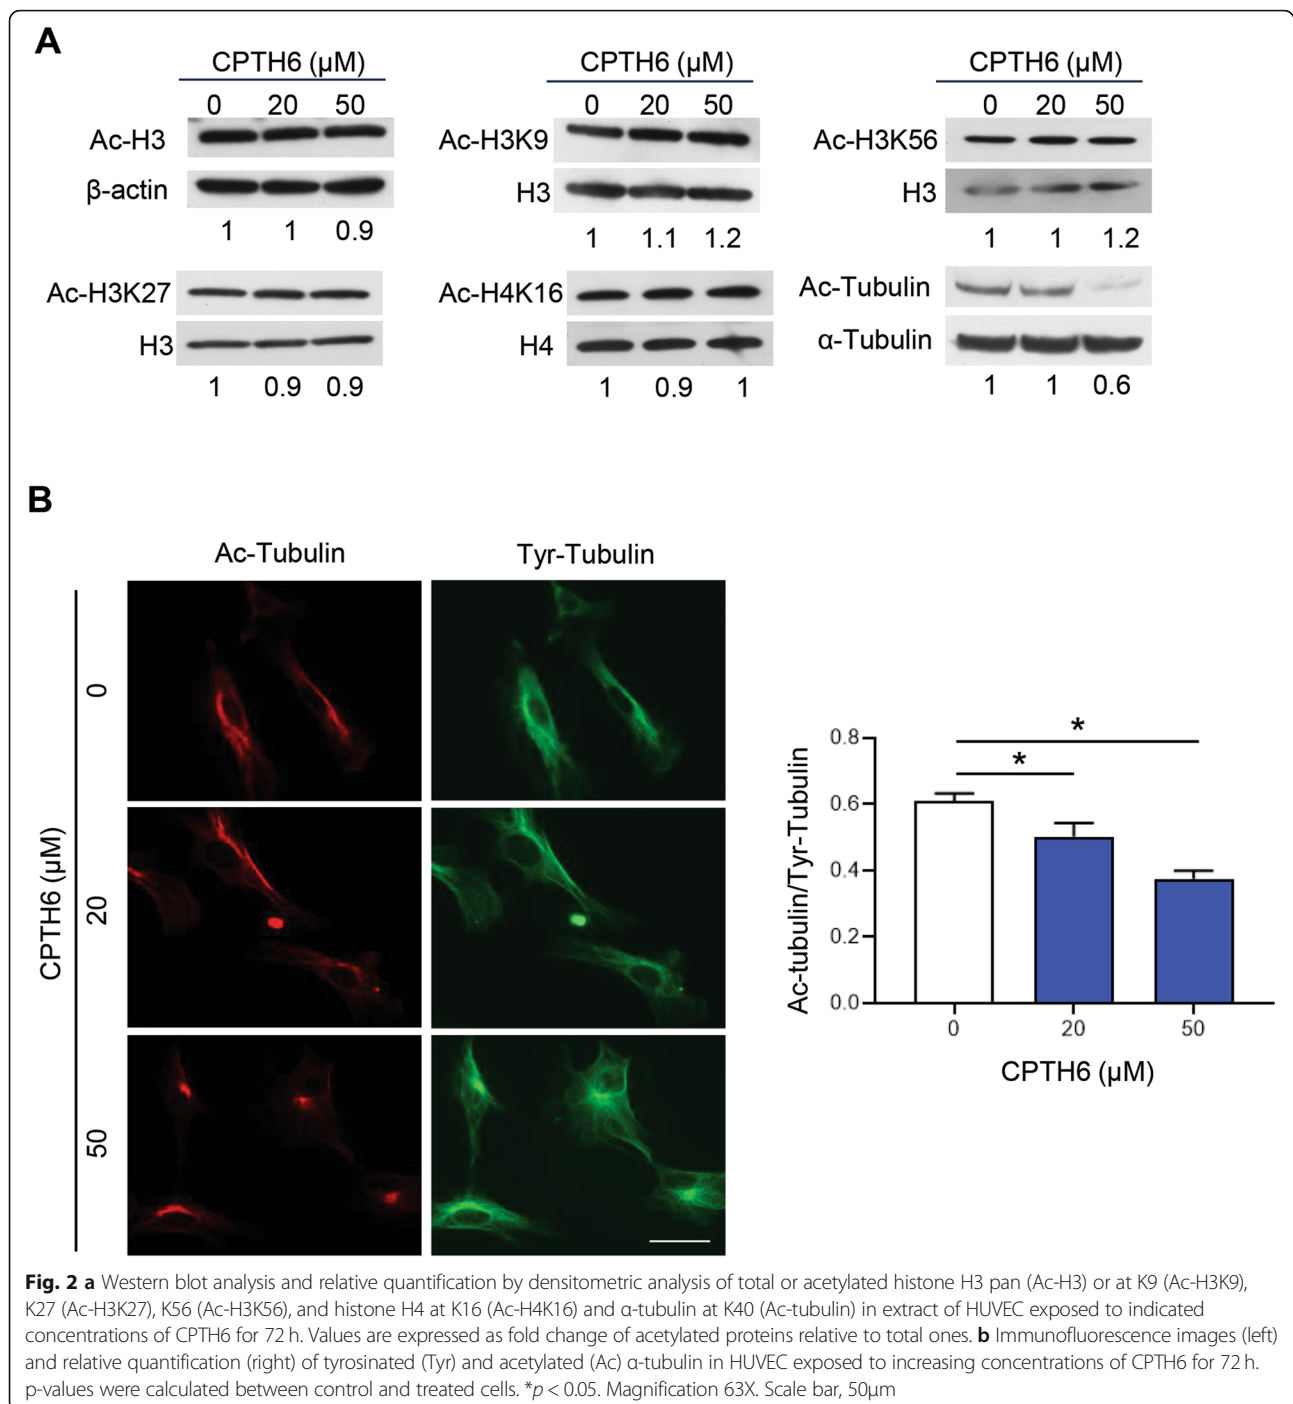 A
CPTH6 (μM)
0 20 50
Ac-H3
β-actin
1 1 0.9
CPTH6 (μM)
0 20 50
Ac-H3K9
H3
1 1.1 1.2
CPTH6 (μM)
0 20 50
Ac-H3K56
H3
1 1 1.2
Ac-H3K27
H3
1 0.9 0.9
Ac-H4K16
H4
1 0.9 1
Ac-Tubulin
α-Tubulin
1 1 0.6
B
Ac-Tubulin Tyr-Tubulin
CPTH6 (μM)
0
20
50
Ac-tubulin/Tyr-Tubulin
0.8
0.6
0.4
0.2
0.0
*
*
0 20 50
CPTH6 (μM)
Fig. 2 a Western blot analysis and relative quantification by densitometric analysis of total or acetylated histone H3 pan (Ac-H3) or at K9 (Ac-H3K9),
K27 (Ac-H3K27), K56 (Ac-H3K56), and histone H4 at K16 (Ac-H4K16) and α-tubulin at K40 (Ac-tubulin) in extract of HUVEC exposed to indicated
concentrations of CPTH6 for 72 h. Values are expressed as fold change of acetylated proteins relative to total ones. b Immunofluorescence images (left)
and relative quantification (right) of tyrosinated (Tyr) and acetylated (Ac) α-tubulin in HUVEC exposed to increasing concentrations of CPTH6 for 72 h.
p-values were calculated between control and treated cells. *p < 0.05. Magnification 63X. Scale bar, 50μm